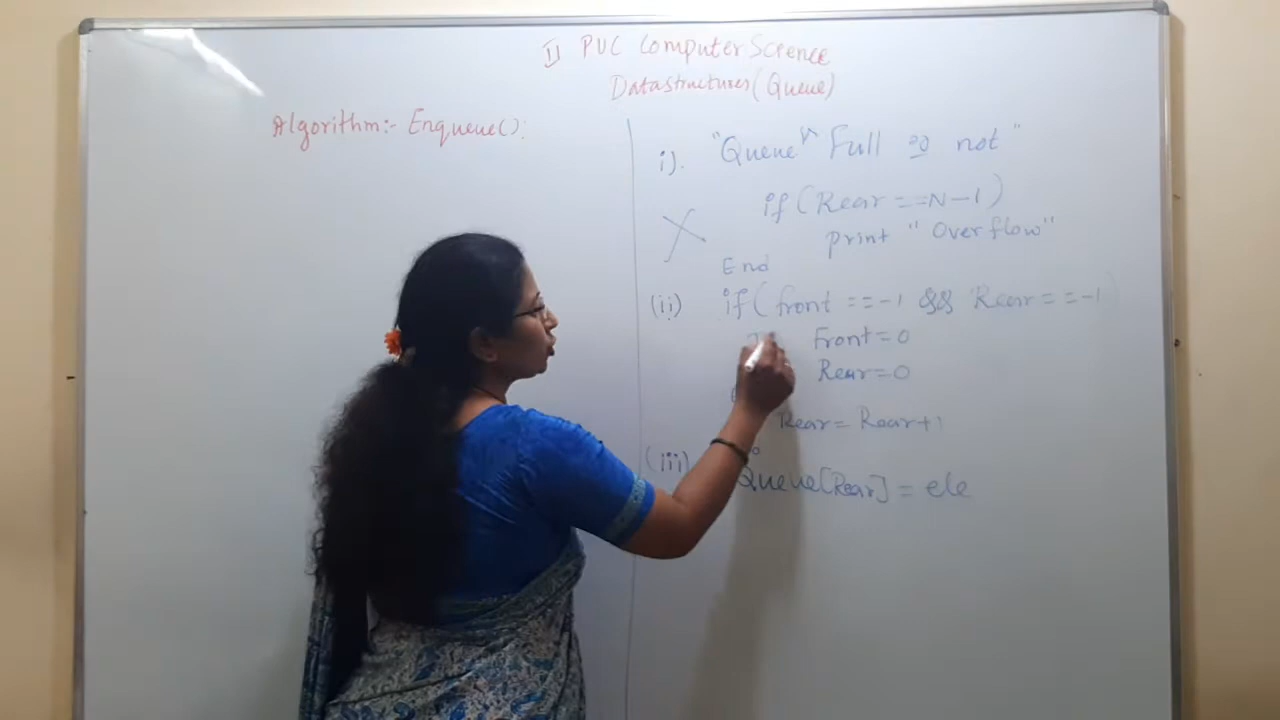 II PUC Computer Science
Datastructures (Queue)
Algorithm:- Enqueue():
i). "Queue" Full or not"
if (Rear == N-1)
print "Overflow"
End
(ii) if (front == -1 && Rear == -1)
Front = 0
Rear = 0
Rear = Rear+1
(iii) Queue[Rear] = ele